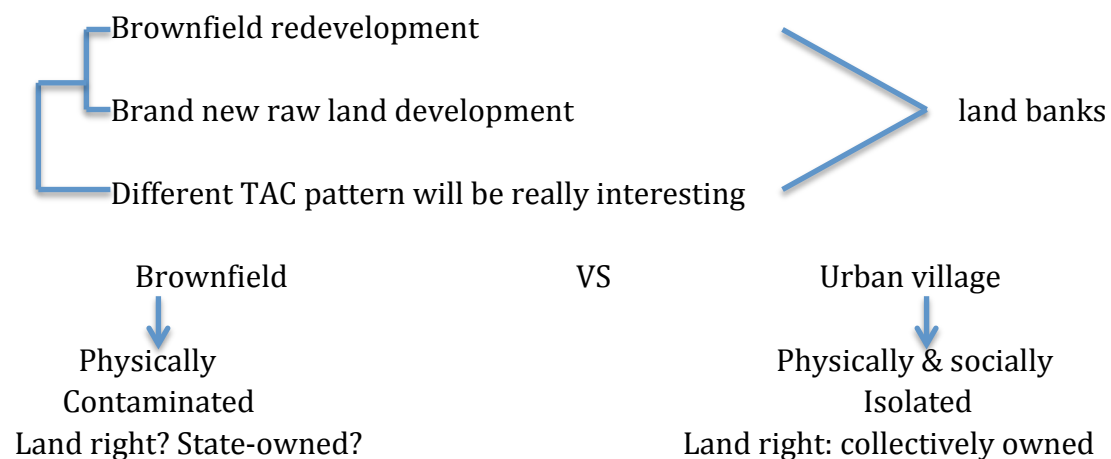 Brownfield redevelopment
Brand new raw land development land banks
Different TAC pattern will be really interesting
Brownfield VS Urban village
Physically Physically & socially
Contaminated Isolated
Land right? State-owned? Land right: collectively owned